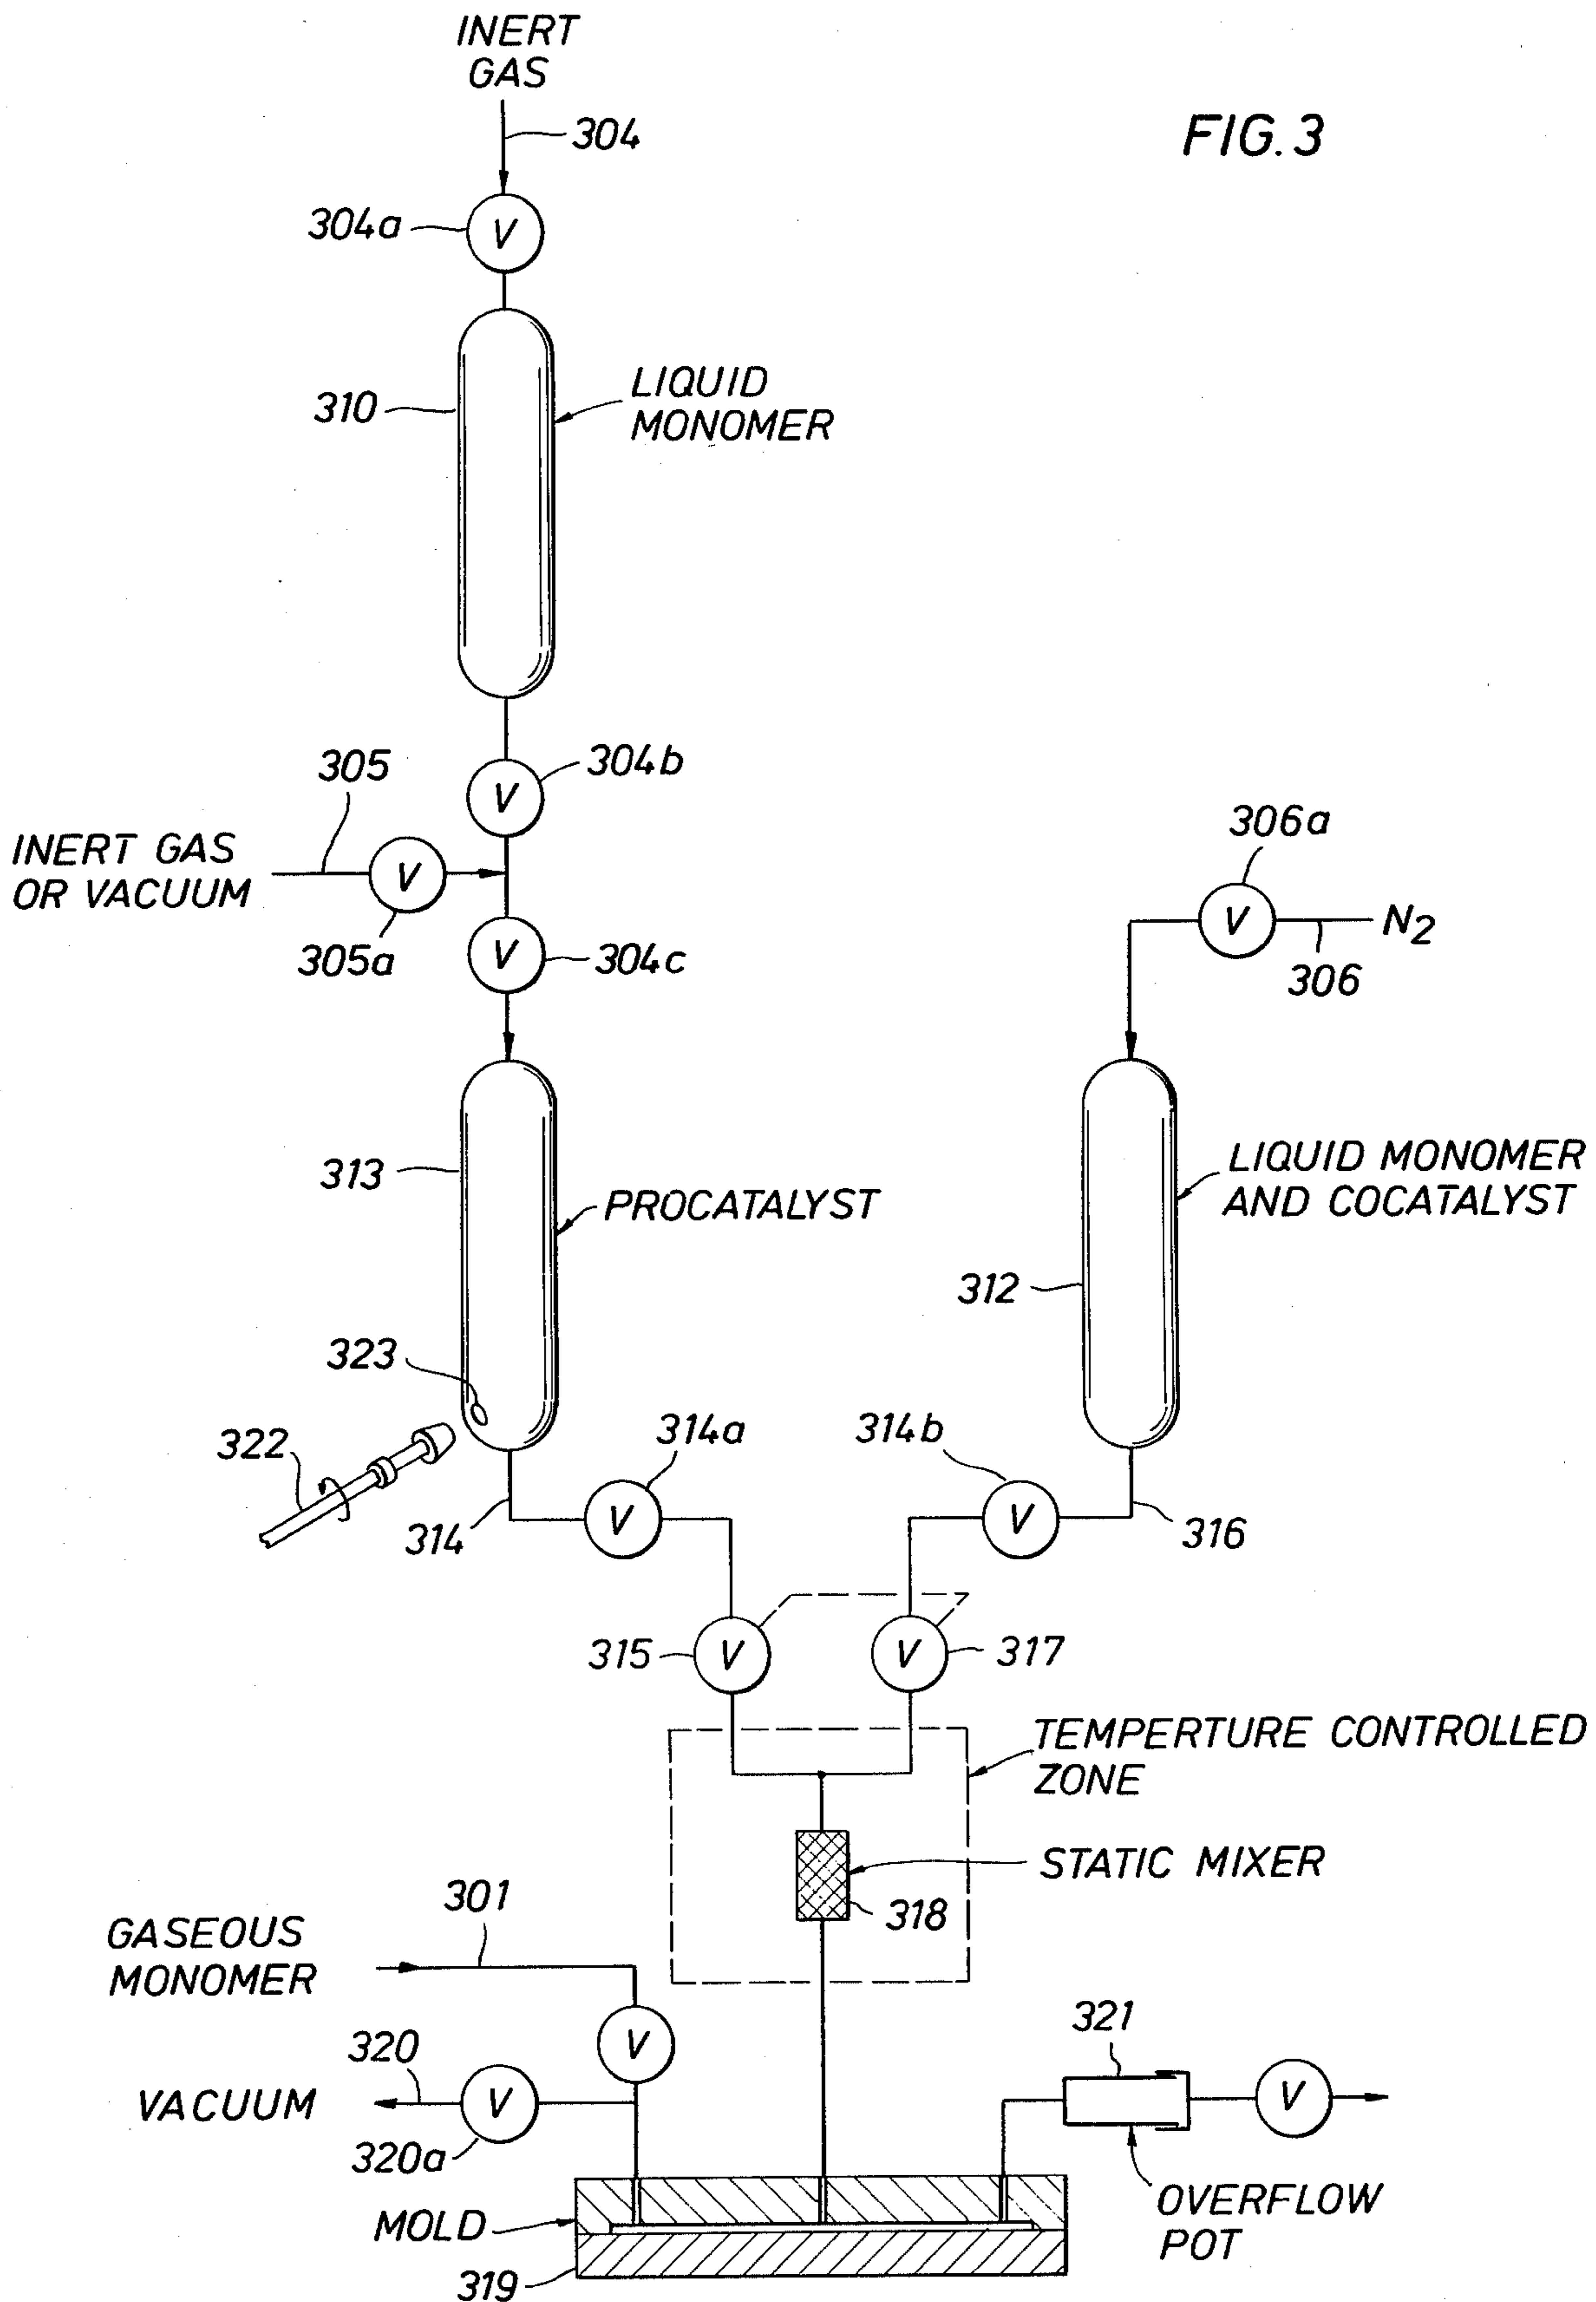 INERT
GAS
FIG. 3
304
304a
V
310
LIQUID
MONOMER
304b
V
305
INERT GAS
OR VACUUM
V
305a
V
304c
306a
V
N2
306
313
PROCATALYST
LIQUID MONOMER
AND COCATALYST
312
323
322
314a
V
314
314b
V
316
315
V
V
317
TEMPERTURE CONTROLLED
ZONE
STATIC MIXER
318
301
GASEOUS
MONOMER
V
320
VACUUM
V
320a
321
V
OVERFLOW
POT
MOLD
319